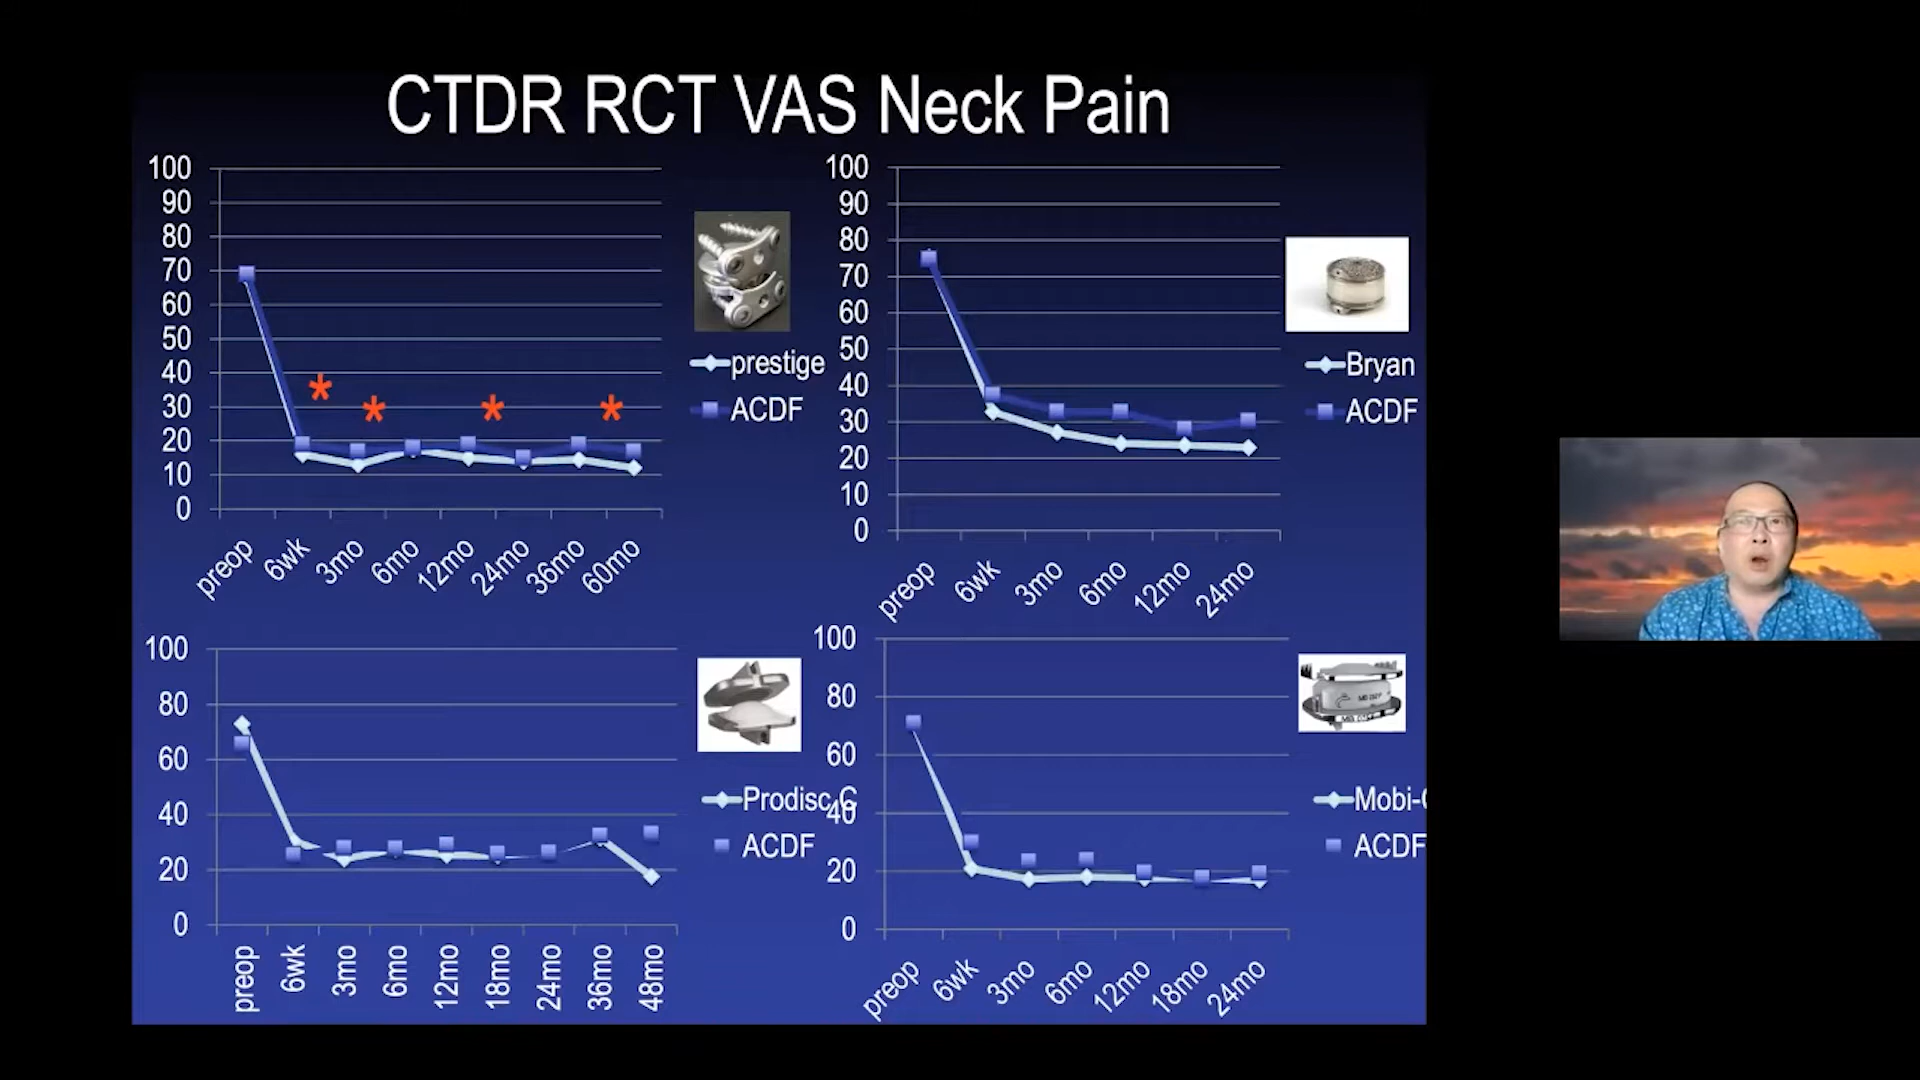 CTDR RCT VAS Neck Pain
100
90
80
70
60
50
40
30
20
10
0
preop
6wk
3mo
6mo
12mo
24mo
36mo
60mo
prestige
ACDF
100
90
80
70
60
50
40
30
20
10
0
preop
6wk
3mo
6mo
12mo
24mo
Bryan
ACDF
100
80
60
40
20
0
preop
6wk
3mo
6mo
12mo
18mo
24mo
36mo
48mo
Prodisc C
ACDF
100
80
60
40
20
0
preop
6wk
3mo
6mo
12mo
18mo
24mo
Mobi-C
ACDF